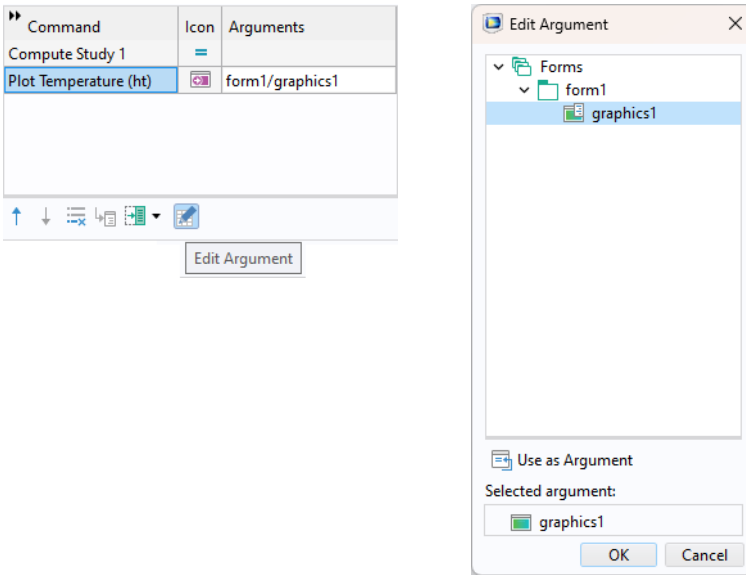 Command Icon Arguments
Compute Study 1
Plot Temperature (ht) form1/graphics1
Edit Argument
Edit Argument
Forms
form1
graphics1
Use as Argument
Selected argument:
graphics1
OK Cancel